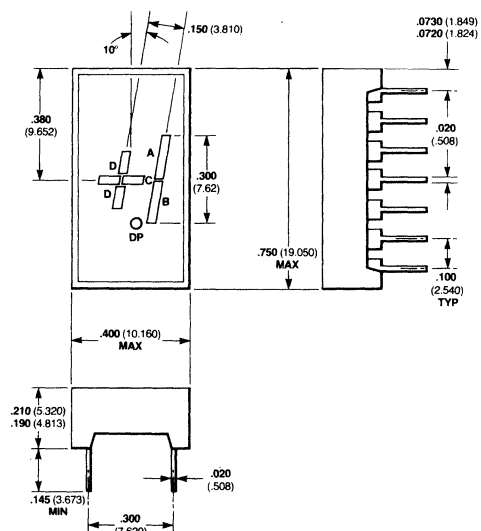 .150 (3.810)
10°
.0730 (1.849)
.0720 (1.824)
.380
(9.652)
.020
(.508)
A
D
.300
(7.62)
C
D
B
DP
.750 (19.050)
MAX
.100
(2.540)
TYP
.400 (10.160)
MAX
.210 (5.320)
.190 (4.813)
.020
(.508)
.145 (3.673)
MIN
.300
(7.620)